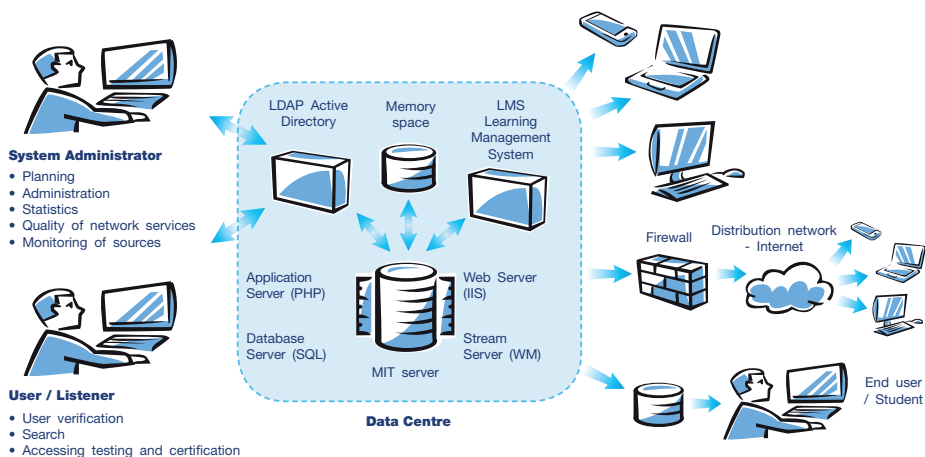 System Administrator
• Planning
• Administration
• Statistics
• Quality of network services
• Monitoring of sources
User / Listener
• User verification
• Search
• Accessing testing and certification
LDAP Active
Directory
Memory
space
LMS
Learning
Management
System
Application
Server (PHP)
Web Server
(IIS)
Database
Server (SQL)
Stream
Server (WM)
MIT server
Data Centre
Firewall
Distribution network
- Internet
End user
/ Student